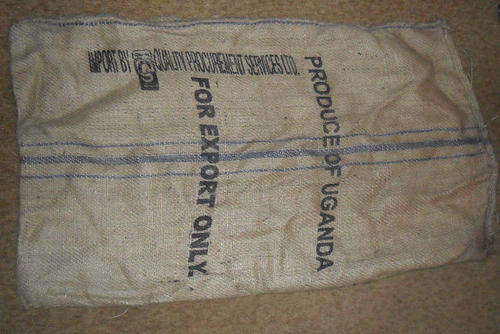 IMPORT BY QUALITY PROCUREMENT SERVICES LTD.
PRODUCE OF UGANDA
FOR EXPORT ONLY.